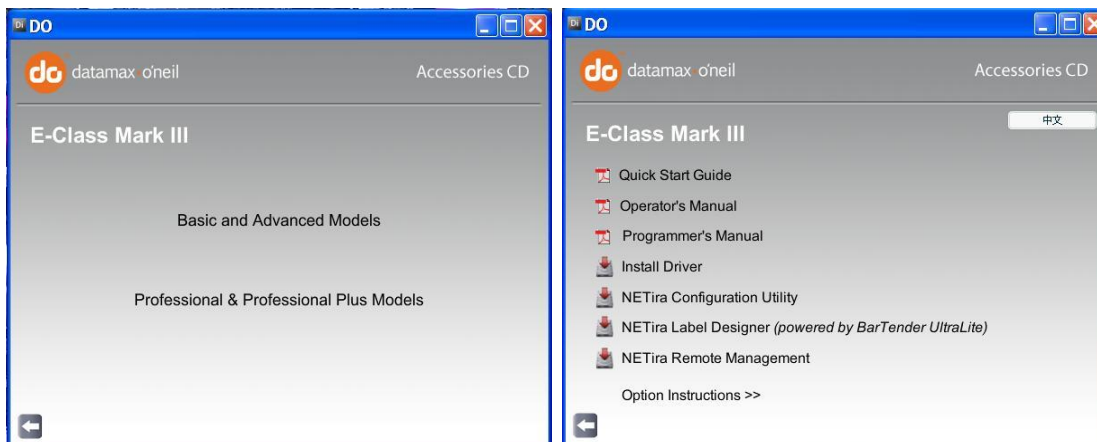 DO
do datamax o'neil
Accessories CD
E-Class Mark III
Basic and Advanced Models
Professional & Professional Plus Models
DO
do datamax o'neil
Accessories CD
中文
E-Class Mark III
Quick Start Guide
Operator's Manual
Programmer's Manual
Install Driver
NETira Configuration Utility
NETira Label Designer (powered by BarTender UltraLite)
NETira Remote Management
Option Instructions >>